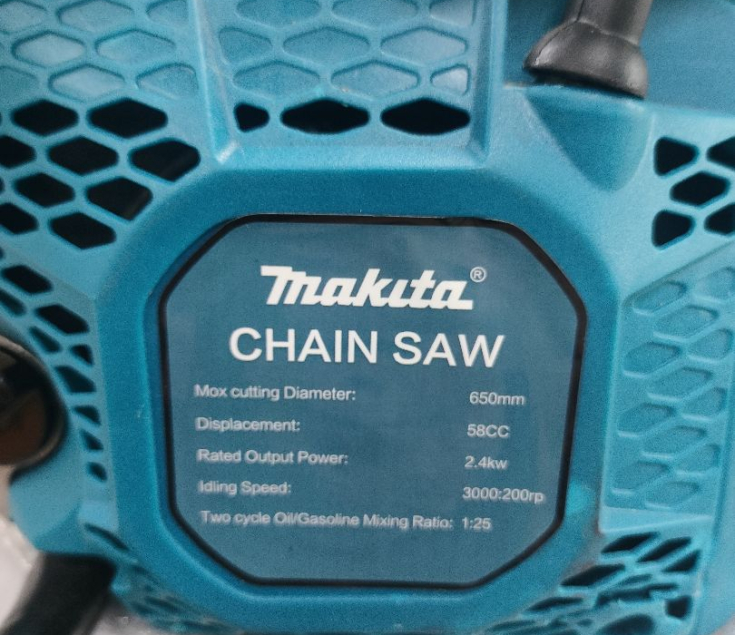 makita®
CHAIN SAW
Mox cutting Diameter: 650mm
Displacement: 58CC
Rated Output Power: 2.4kw
Idling Speed: 3000:200rp
Two cycle Oil/Gasoline Mixing Ratio: 1:25